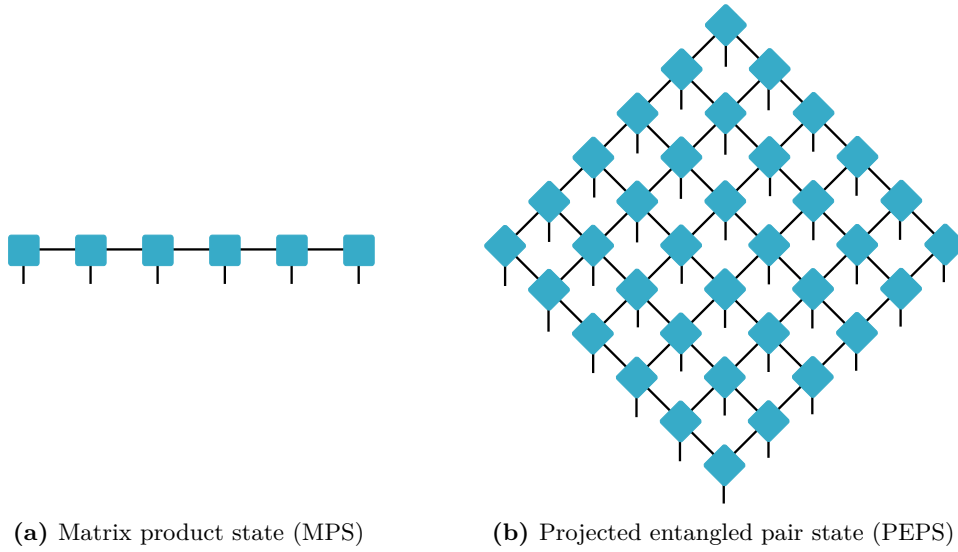 (a) Matrix product state (MPS)
(b) Projected entangled pair state (PEPS)